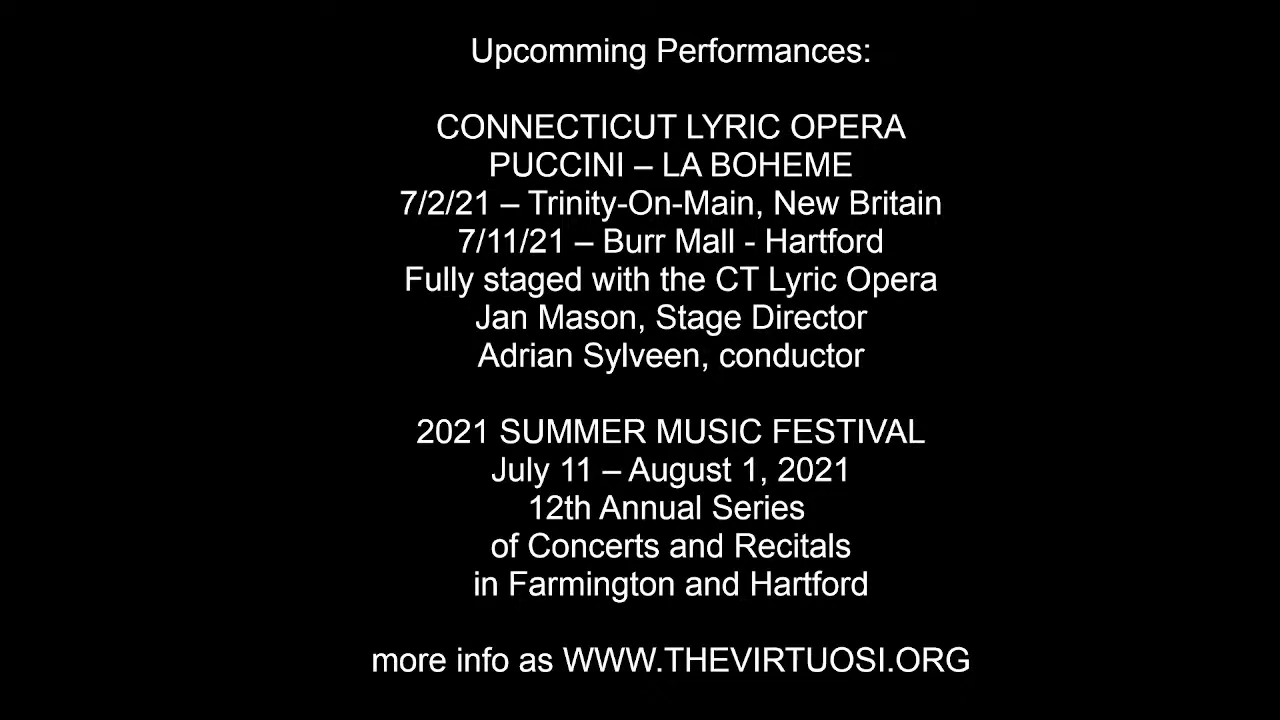 Upcomming Performances:
CONNECTICUT LYRIC OPERA
PUCCINI – LA BOHEME
7/2/21 – Trinity-On-Main, New Britain
7/11/21 – Burr Mall - Hartford
Fully staged with the CT Lyric Opera
Jan Mason, Stage Director
Adrian Sylveen, conductor
2021 SUMMER MUSIC FESTIVAL
July 11 – August 1, 2021
12th Annual Series
of Concerts and Recitals
in Farmington and Hartford
more info as WWW.THEVIRTUOSI.ORG